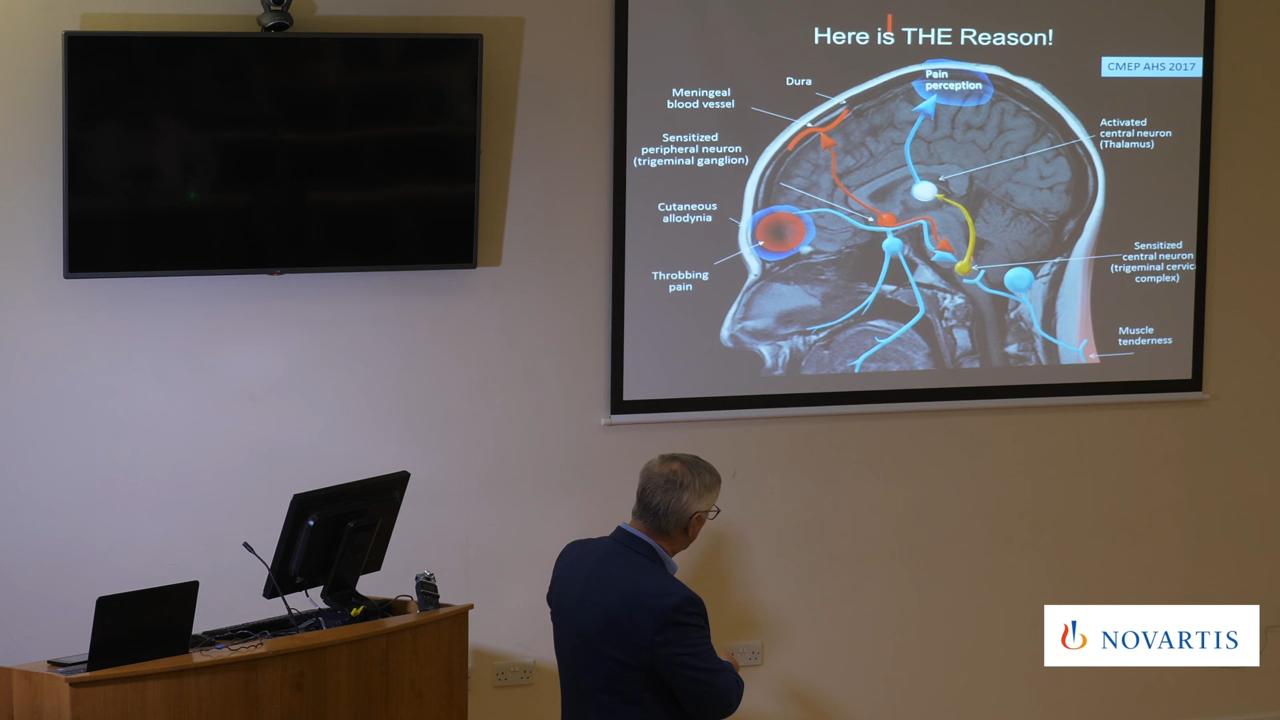 Here is THE Reason!
CMEP AHS 2017
Pain
perception
Dura
Meningeal
blood vessel
Activated
central neuron
(Thalamus)
Sensitized
peripheral neuron
(trigeminal ganglion)
Cutaneous
allodynia
Throbbing
pain
Sensitized
central neuron
(trigeminal cervica
complex)
Muscle
tenderness
NOVARTIS